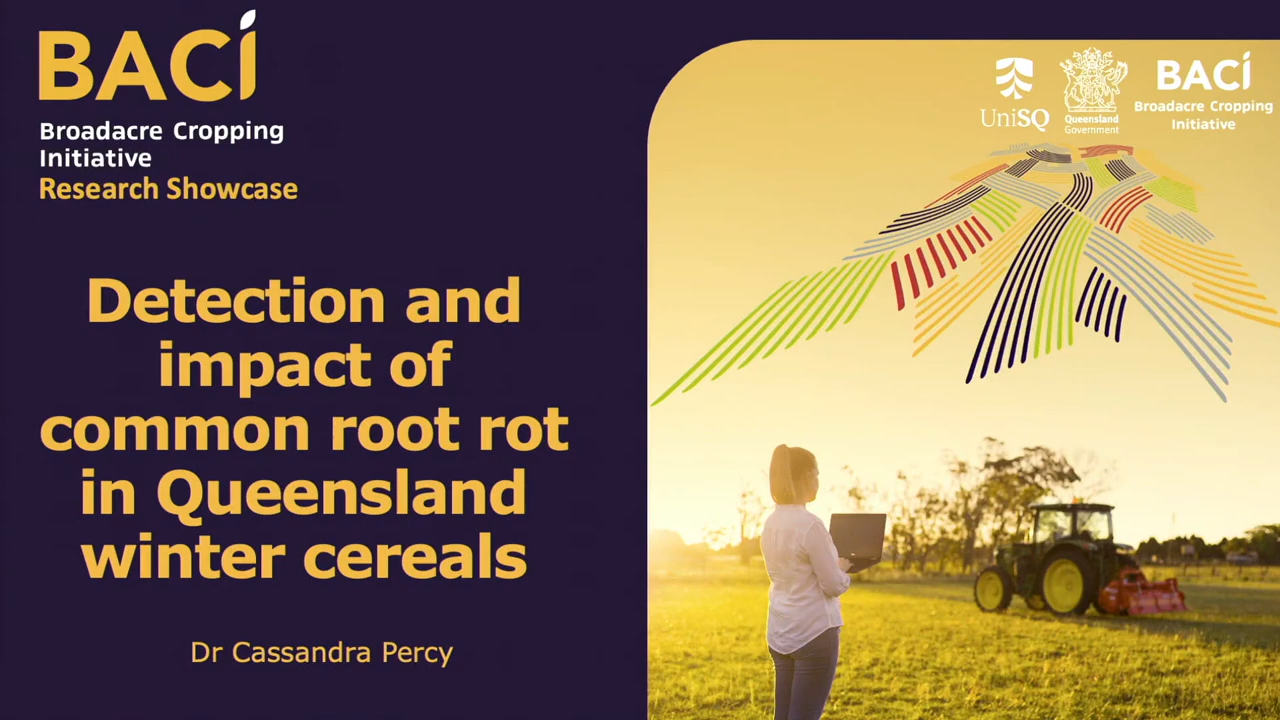 BACI
Broadacre Cropping
Initiative
Research Showcase
Detection and
impact of
common root rot
in Queensland
winter cereals
Dr Cassandra Percy
UniSQ
Queensland
Government
BACI
Broadacre Cropping
Initiative